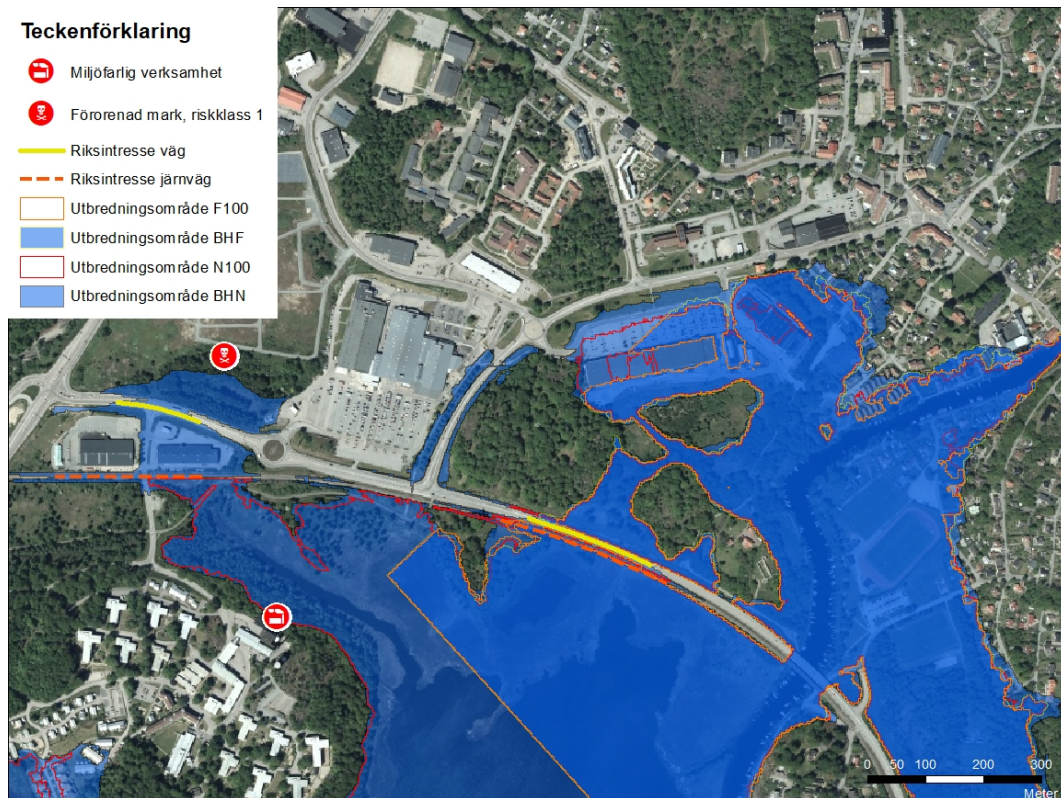 Teckenförklaring
Miljöfarlig verksamhet
Förorenad mark, riskklass 1
Riksintresse väg
Riksintresse järnväg
Utbredningsområde F100
Utbredningsområde BHF
Utbredningsområde N100
Utbredningsområde BHN
0 50 100 200 300
Meter